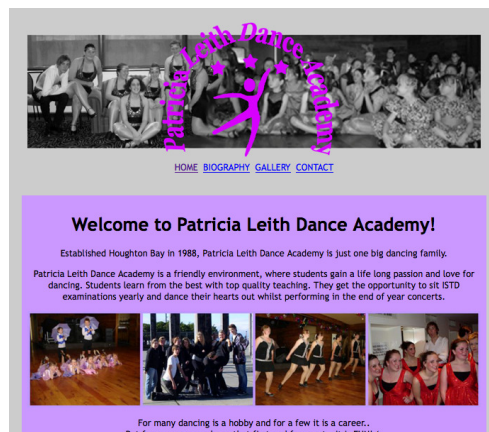 Patricia Leith Dance Academy
HOME BIOGRAPHY GALLERY CONTACT
Welcome to Patricia Leith Dance Academy!
Established Houghton Bay in 1988, Patricia Leith Dance Academy is just one big dancing family.
Patricia Leith Dance Academy is a friendly environment, where students gain a life long passion and love for
dancing. Students learn from the best with top quality teaching. They get the opportunity to sit ISTD
examinations yearly and dance their hearts out whilst performing in the end of year concerts.
For many dancing is a hobby and for a few it is a career..